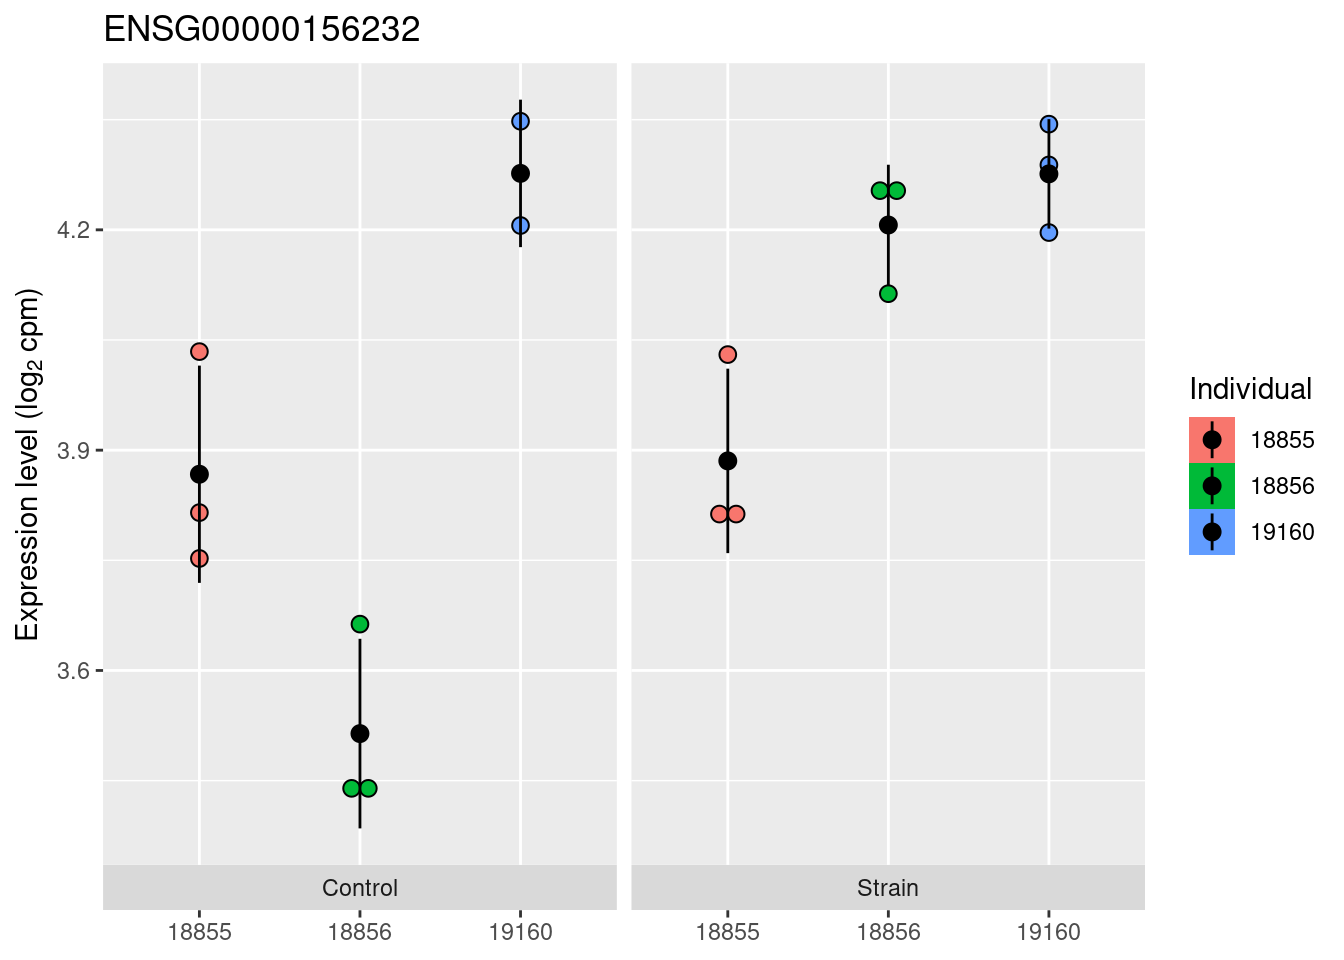 ENSG00000156232
Expression level (log2 cpm)
4.2
3.9
3.6
Control
Strain
18855
18856
19160
18855
18856
19160
Individual
18855
18856
19160